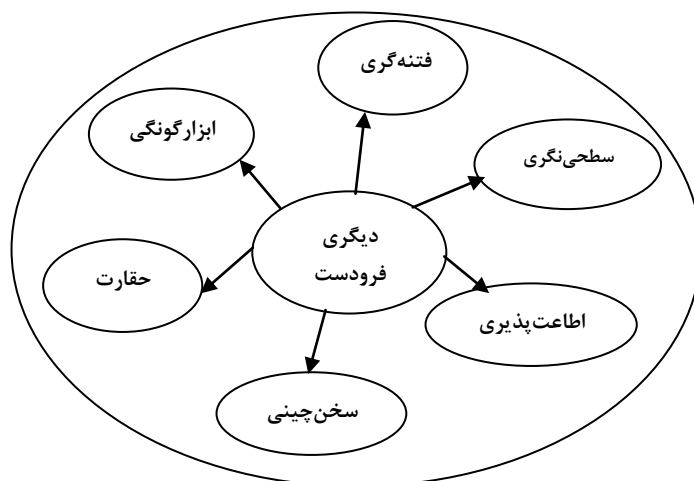 فتنه‌گری
ابزارگونگی
سطحی‌نگری
دیگری
فرودست
حقارت
اطاعت‌پذیری
سخن‌چینی